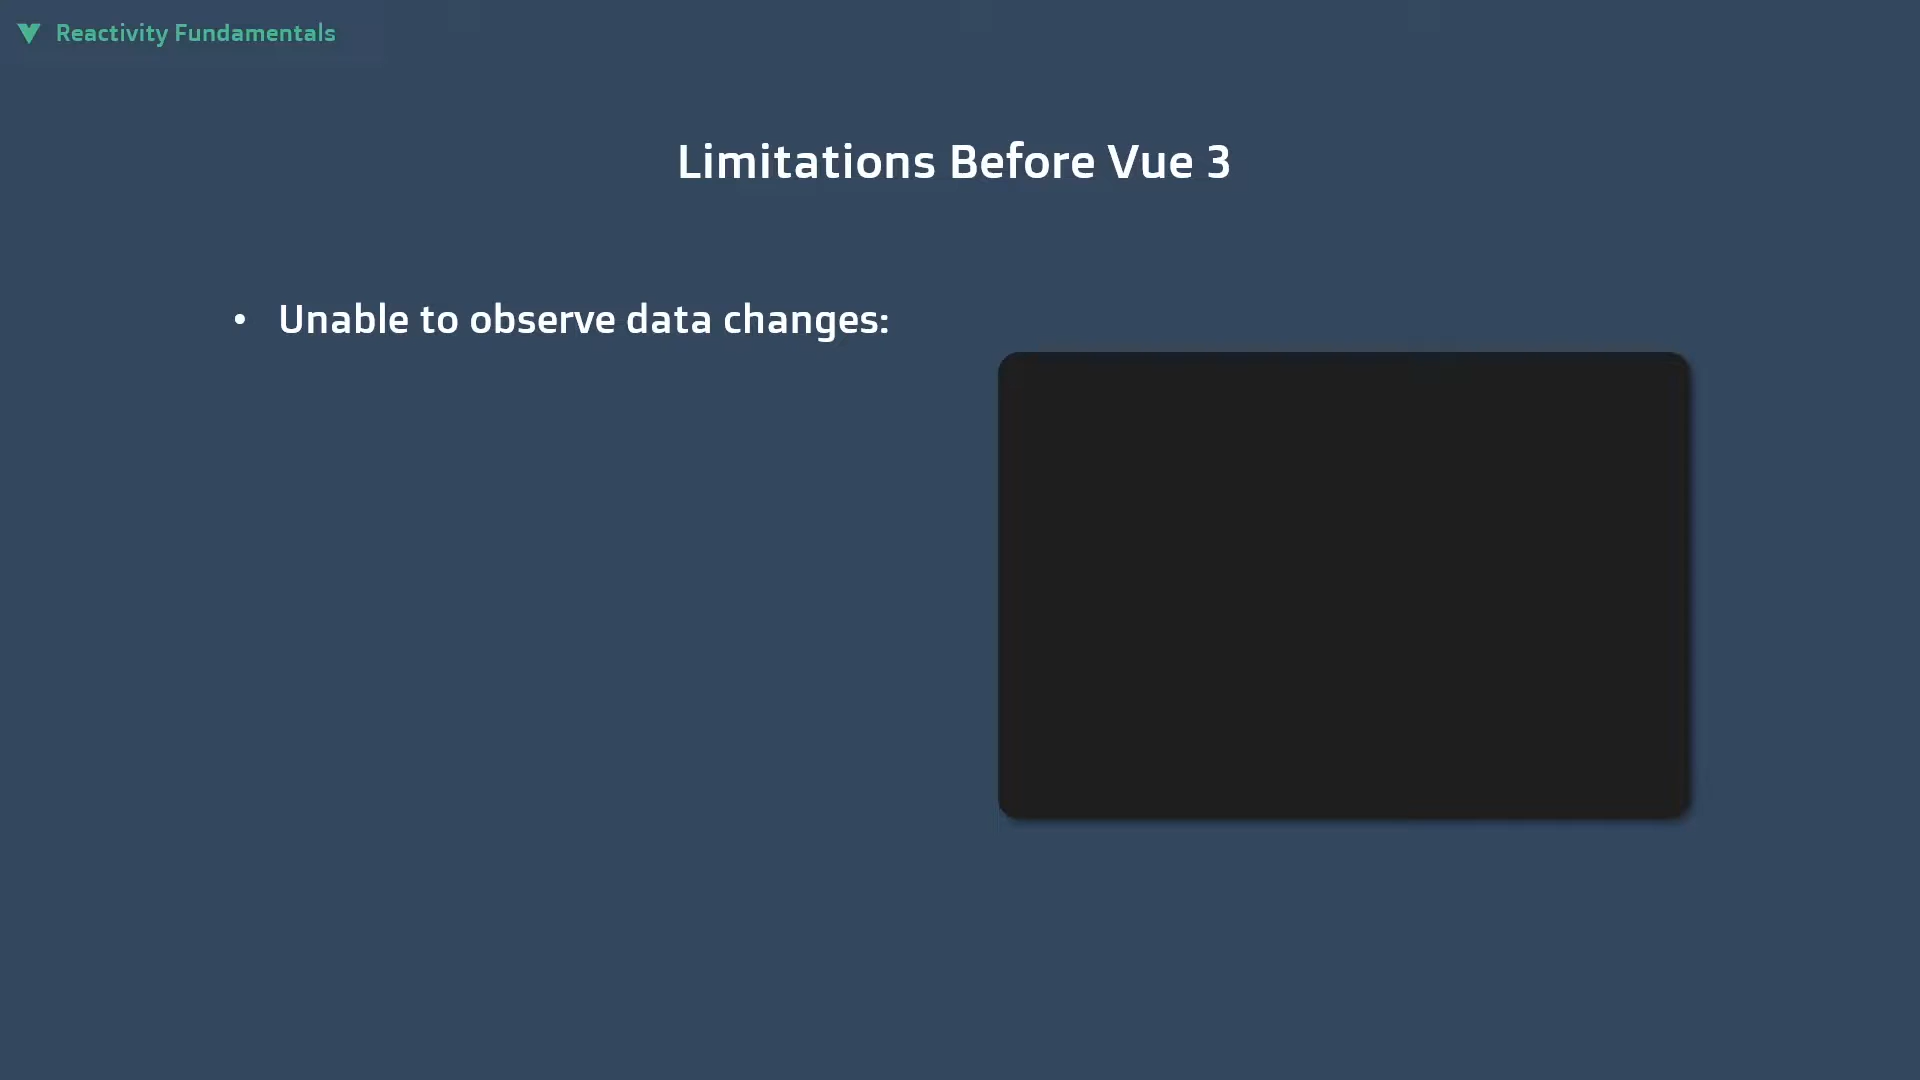 Reactivity Fundamentals
Limitations Before Vue 3
• Unable to observe data changes: